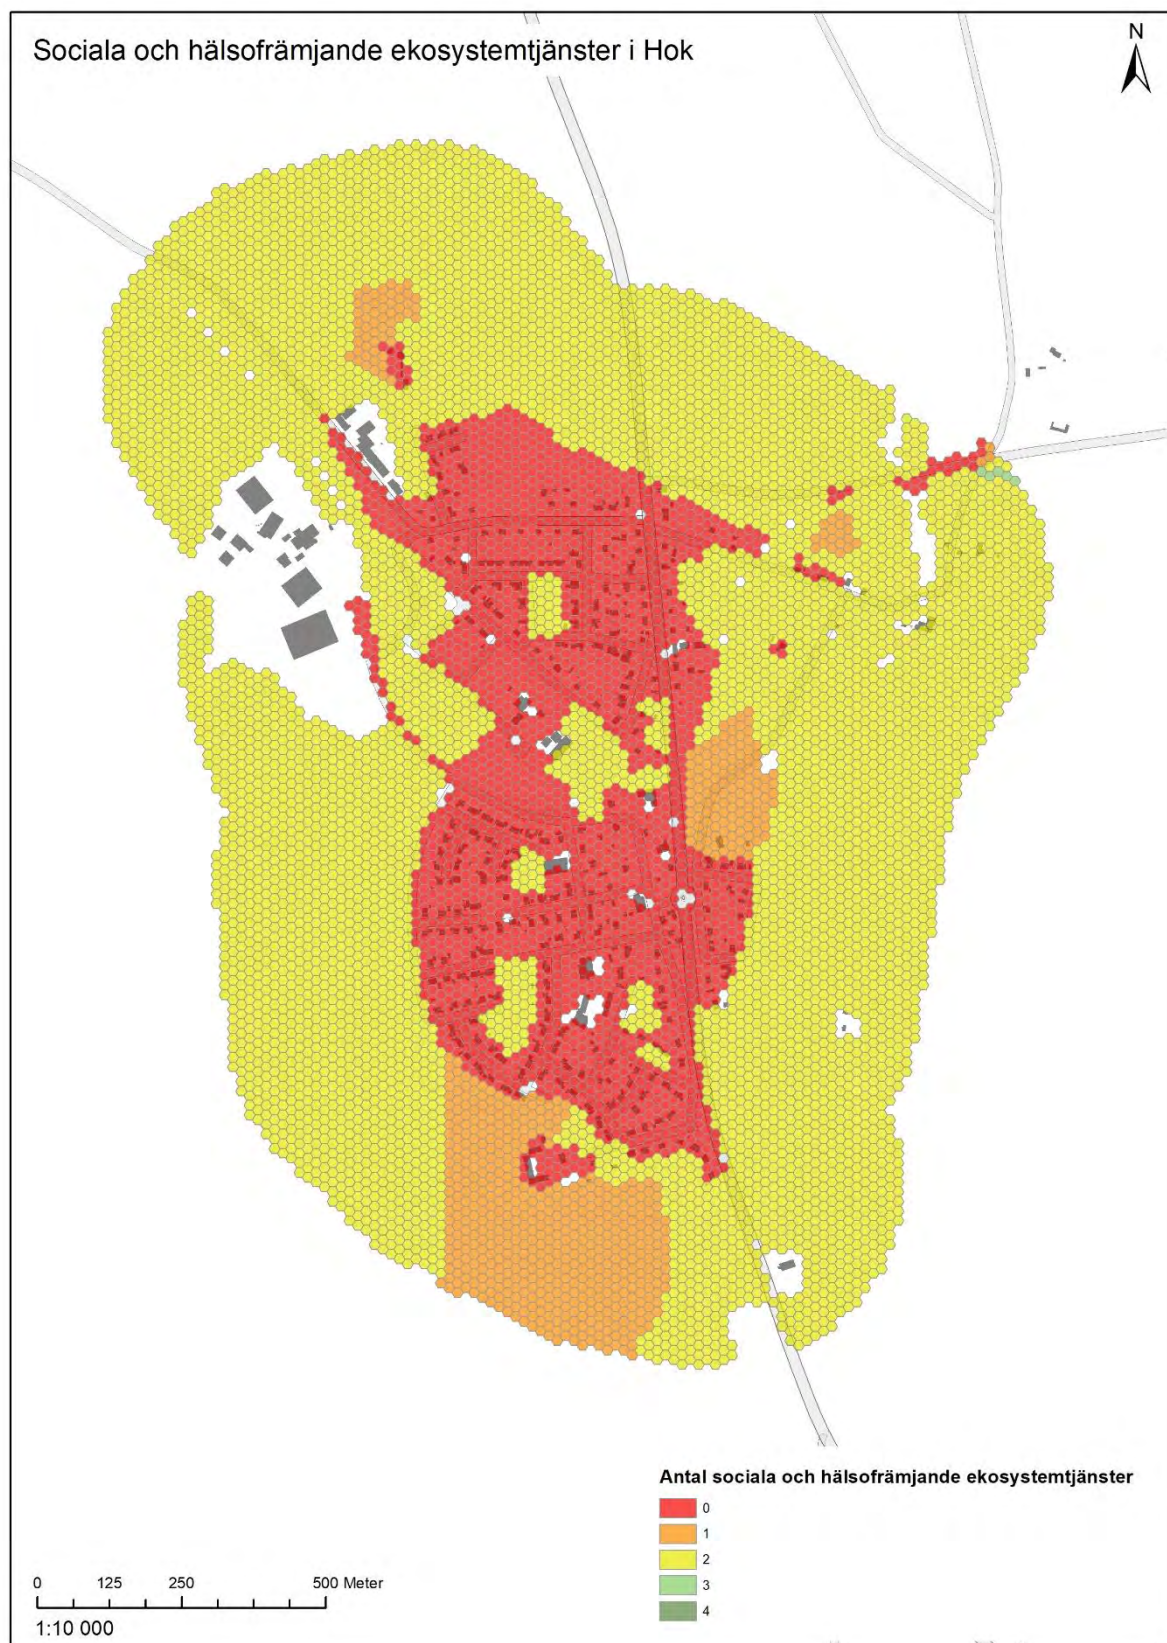 Sociala och hälsofrämjande ekosystemtjänster i Hok
N
Antal sociala och hälsofrämjande ekosystemtjänster
0
1
2
3
4
0 125 250 500 Meter
1:10 000